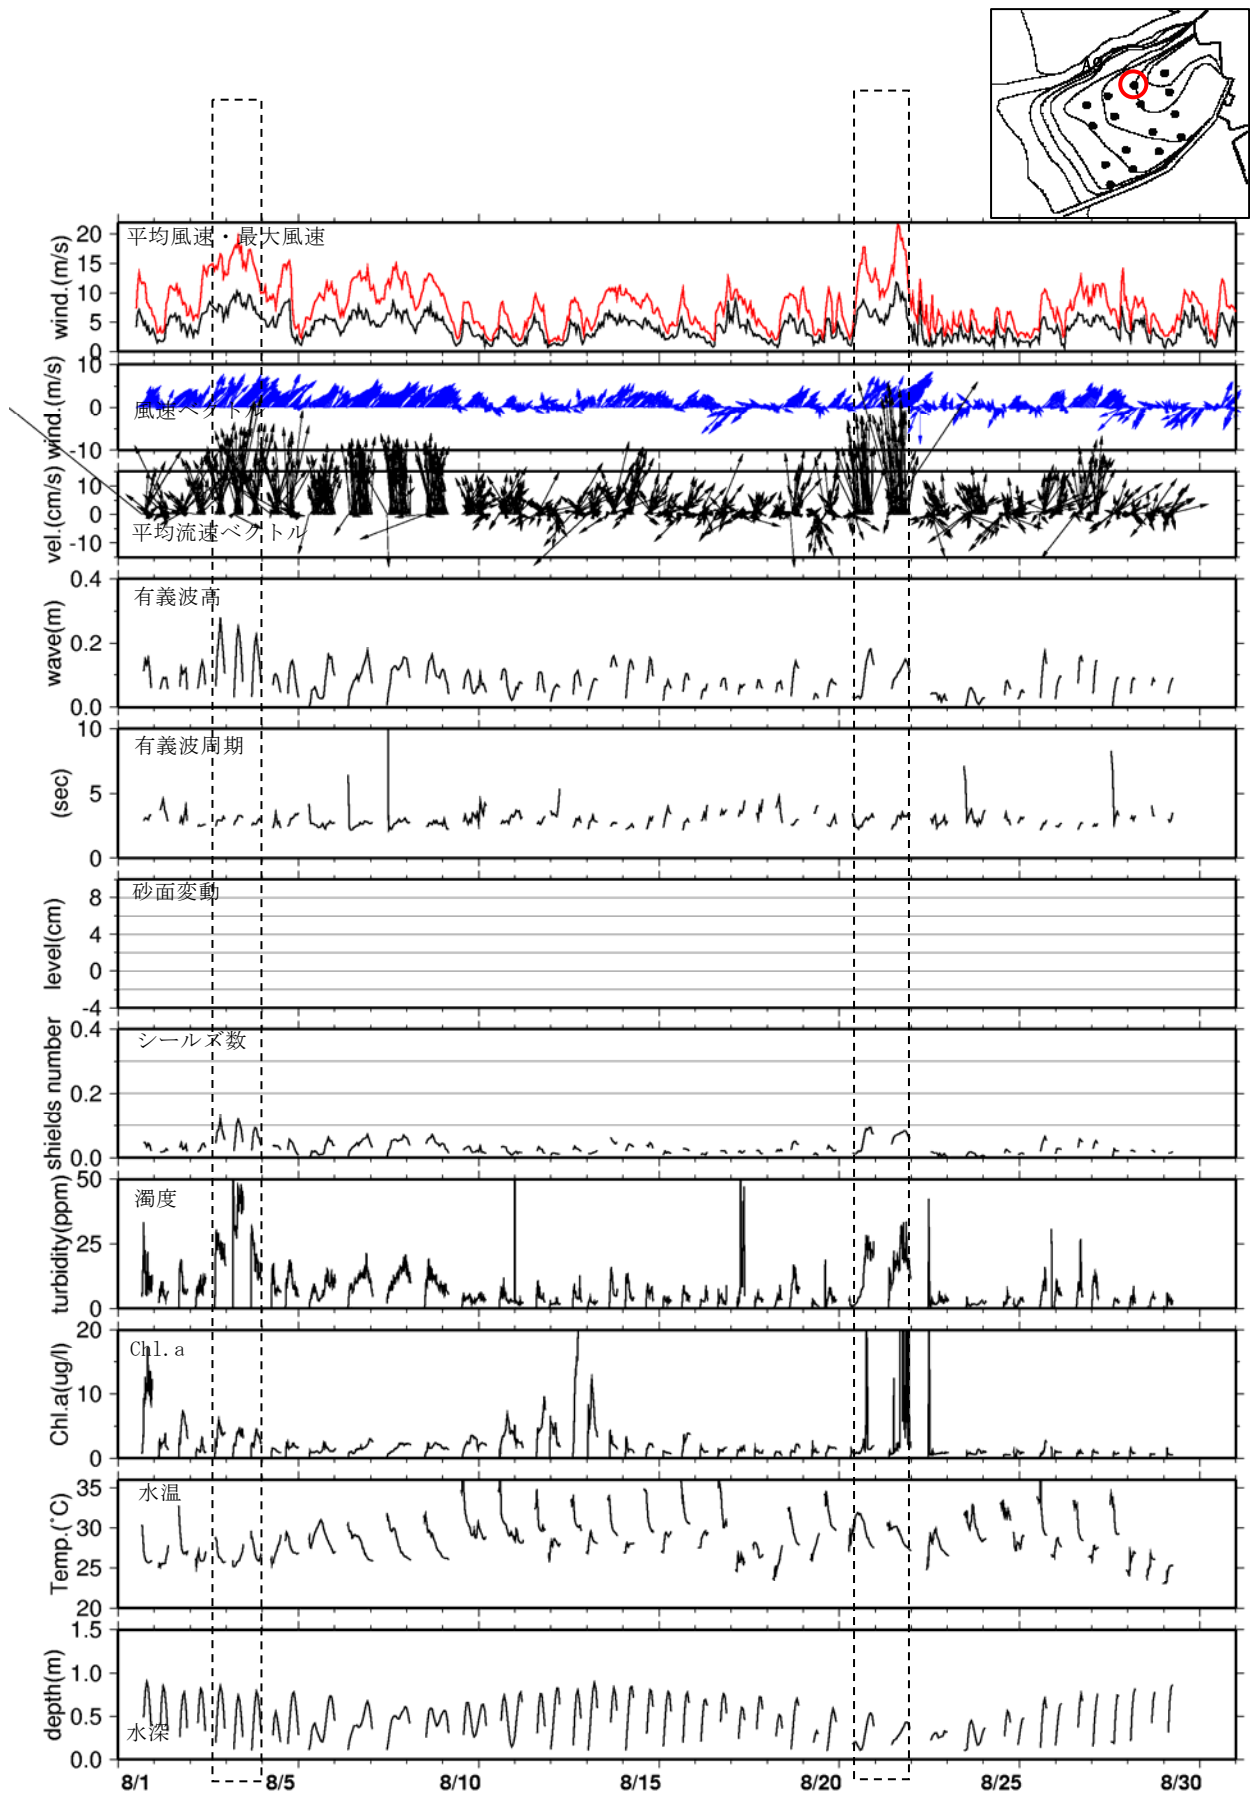 A9
平均風速・最大風速
wind.(m/s)
20
15
10
5
0
風速ベクトル
wind.(m/s)
10
0
-10
平均流速ベクトル
vel.(cm/s)
10
0
-10
有義波高
wave(m)
0.4
0.2
0.0
有義波周期
(sec)
10
5
0
砂面変動
level(cm)
8
4
0
-4
シールズ数
shields number
0.4
0.2
0.0
濁度
turbidity(ppm)
50
25
0
Chl.a
Chl.a(ug/l)
20
10
0
水温
Temp.(°C)
35
30
25
20
水深
depth(m)
1.5
1.0
0.5
0.0
8/1 8/5 8/10 8/15 8/20 8/25 8/30